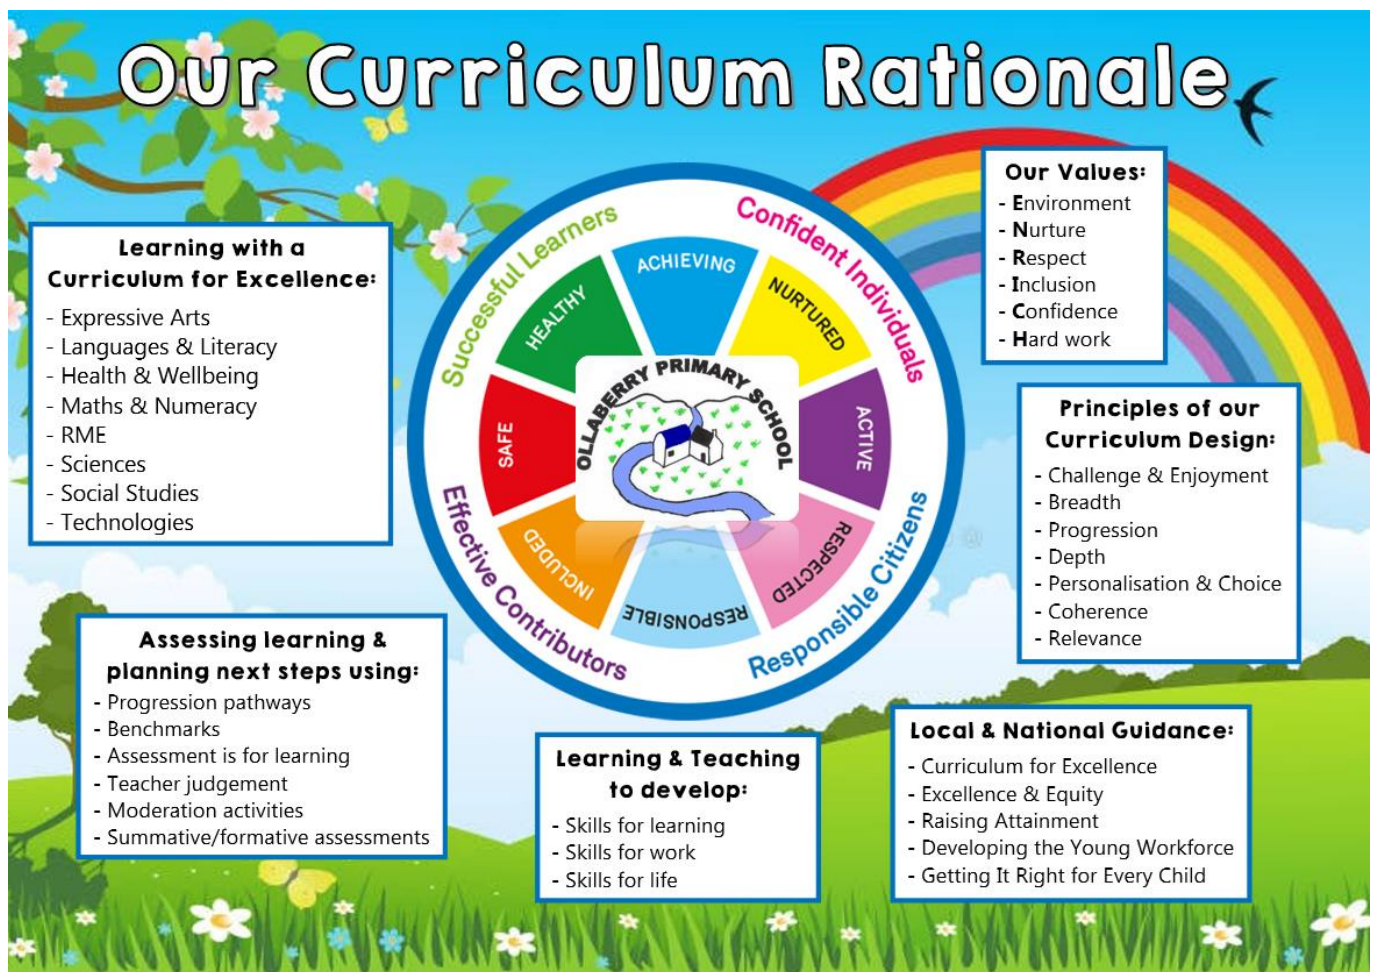 Our Curriculum Rationale
Learning with a
Curriculum for Excellence:
- Expressive Arts
- Languages & Literacy
- Health & Wellbeing
- Maths & Numeracy
- RME
- Sciences
- Social Studies
- Technologies
Successful Learners
Confident Individuals
Responsible Citizens
Effective Contributors
ACHIEVING
NURTURED
ACTIVE
RESPECTED
RESPONSIBLE
INCLUDED
SAFE
HEALTHY
OLLABERRY PRIMARY SCHOOL
Our Values:
- Environment
- Nurture
- Respect
- Inclusion
- Confidence
- Hard work
Principles of our
Curriculum Design:
- Challenge & Enjoyment
- Breadth
- Progression
- Depth
- Personalisation & Choice
- Coherence
- Relevance
Assessing learning &
planning next steps using:
- Progression pathways
- Benchmarks
- Assessment is for learning
- Teacher judgement
- Moderation activities
- Summative/formative assessments
Learning & Teaching
to develop:
- Skills for learning
- Skills for work
- Skills for life
Local & National Guidance:
- Curriculum for Excellence
- Excellence & Equity
- Raising Attainment
- Developing the Young Workforce
- Getting It Right for Every Child